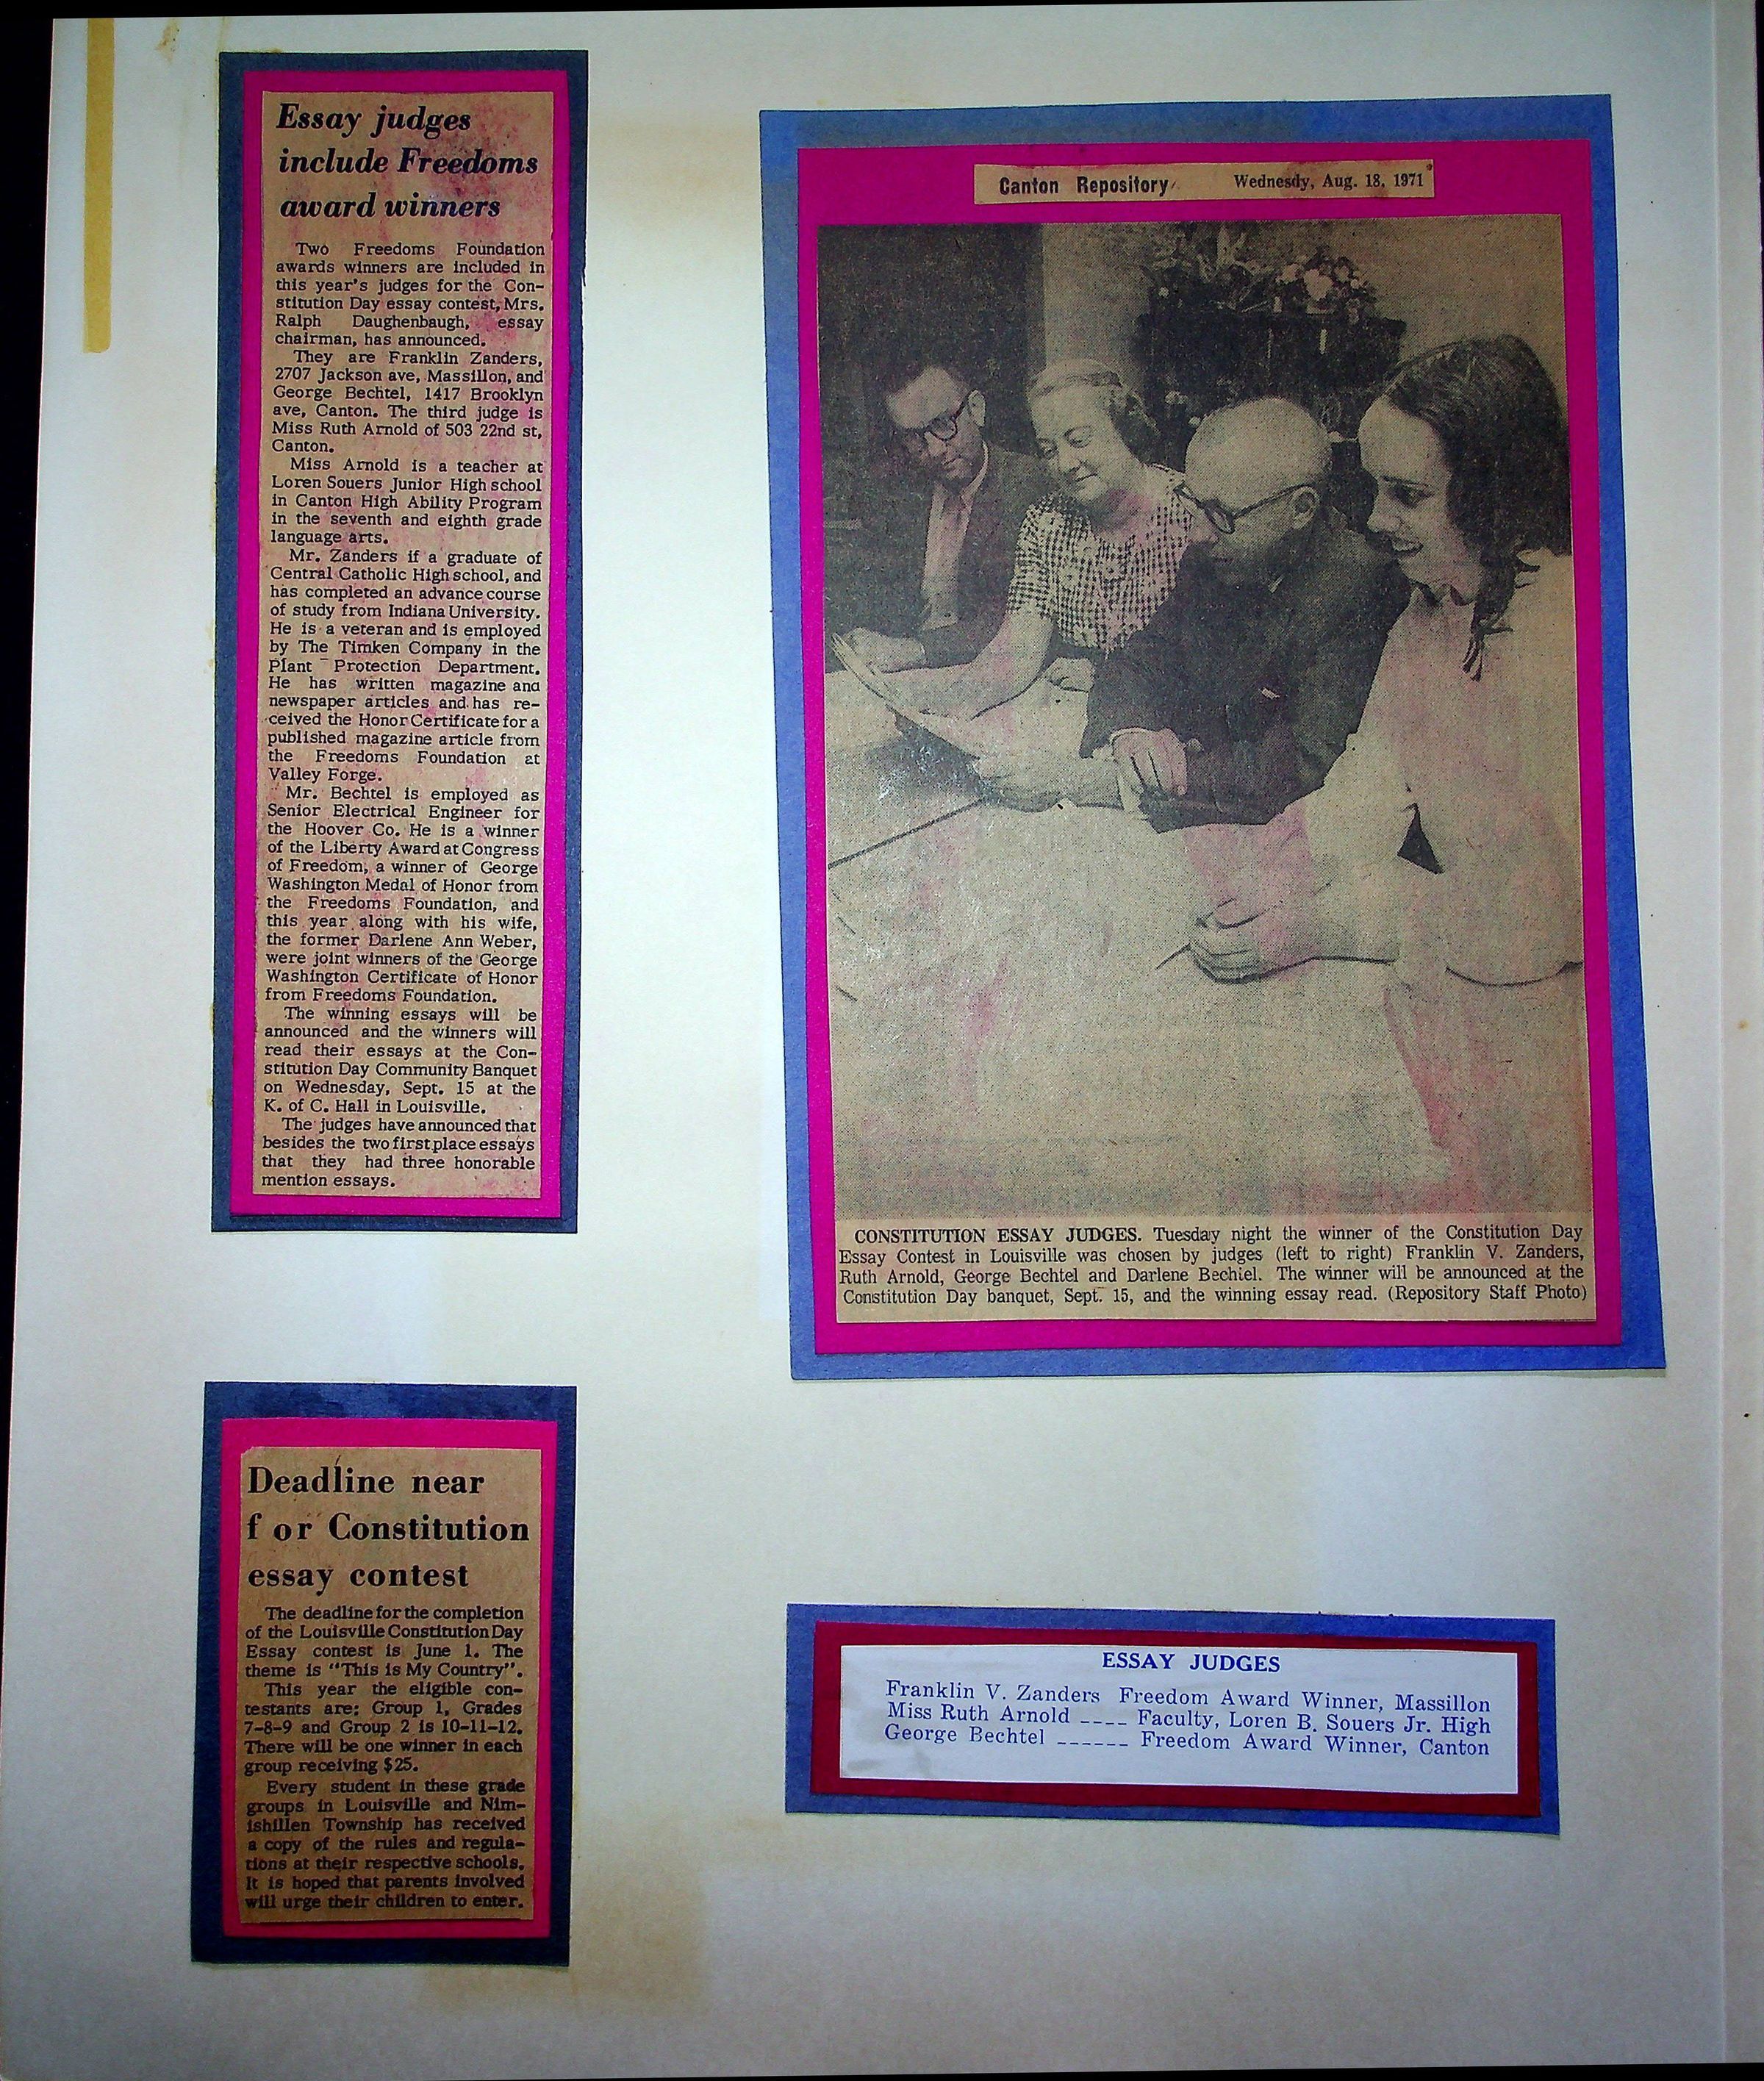 Essay judges
include Freedoms
award winners
Two Freedoms Foundation
awards winners are included in
this year's judges for the Con-
stitution Day essay contest, Mrs.
Ralph Daughenbaugh, essay
chairman, has announced.
They are Franklin Zanders,
2707 Jackson ave, Massillon, and
George Bechtel, 1417 Brooklyn
ave, Canton. The third judge is
Miss Ruth Arnold of 503 22nd st,
Canton.
Miss Arnold is a teacher at
Loren Souers Junior High school
in Canton High Ability Program
in the seventh and eighth grade
language arts.
Mr. Zanders if a graduate of
Central Catholic High school, and
has completed an advance course
of study from Indiana University.
He is a veteran and is employed
by The Timken Company in the
Plant Protection Department.
He has written magazine and
newspaper articles and has re-
ceived the Honor Certificate for a
published magazine article from
the Freedoms Foundation at
Valley Forge.
Mr. Bechtel is employed as
Senior Electrical Engineer for
the Hoover Co. He is a winner
of the Liberty Award at Congress
of Freedom, a winner of George
Washington Medal of Honor from
the Freedoms Foundation, and
this year along with his wife,
the former Darlene Ann Weber,
were joint winners of the George
Washington Certificate of Honor
from Freedoms Foundation.
The winning essays will be
announced and the winners will
read their essays at the Con-
stitution Day Community Banquet
on Wednesday, Sept. 15 at the
K. of C. Hall in Louisville.
The judges have announced that
besides the two first place essays
that they had three honorable
mention essays.
Deadline near
for Constitution
essay contest
The deadline for the completion
of the Louisville Constitution Day
Essay contest is June 1. The
theme is "This is My Country".
This year the eligible con-
testants are: Group 1, Grades
7-8-9 and Group 2 is 10-11-12.
There will be one winner in each
group receiving $25.
Every student in these grade
groups in Louisville and Nim-
ishillen Township has received
a copy of the rules and regula-
tions at their respective schools.
It is hoped that parents involved
will urge their children to enter.
Canton Repository Wednesdy, Aug. 18, 1971
CONSTITUTION ESSAY JUDGES. Tuesday night the winner of the Constitution Day
Essay Contest in Louisville was chosen by judges (left to right) Franklin V. Zanders,
Ruth Arnold, George Bechtel and Darlene Bechtel. The winner will be announced at the
Constitution Day banquet, Sept. 15, and the winning essay read. (Repository Staff Photo)
ESSAY JUDGES
Franklin V. Zanders Freedom Award Winner, Massillon
Miss Ruth Arnold ---- Faculty, Loren B. Souers Jr. High
George Bechtel ------ Freedom Award Winner, Canton